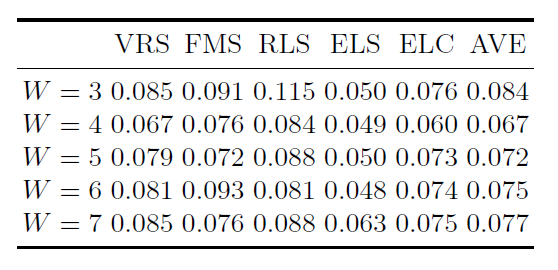 VRS FMS RLS ELS ELC AVE
W = 3 0.085 0.091 0.115 0.050 0.076 0.084
W = 4 0.067 0.076 0.084 0.049 0.060 0.067
W = 5 0.079 0.072 0.088 0.050 0.073 0.072
W = 6 0.081 0.093 0.081 0.048 0.074 0.075
W = 7 0.085 0.076 0.088 0.063 0.075 0.077